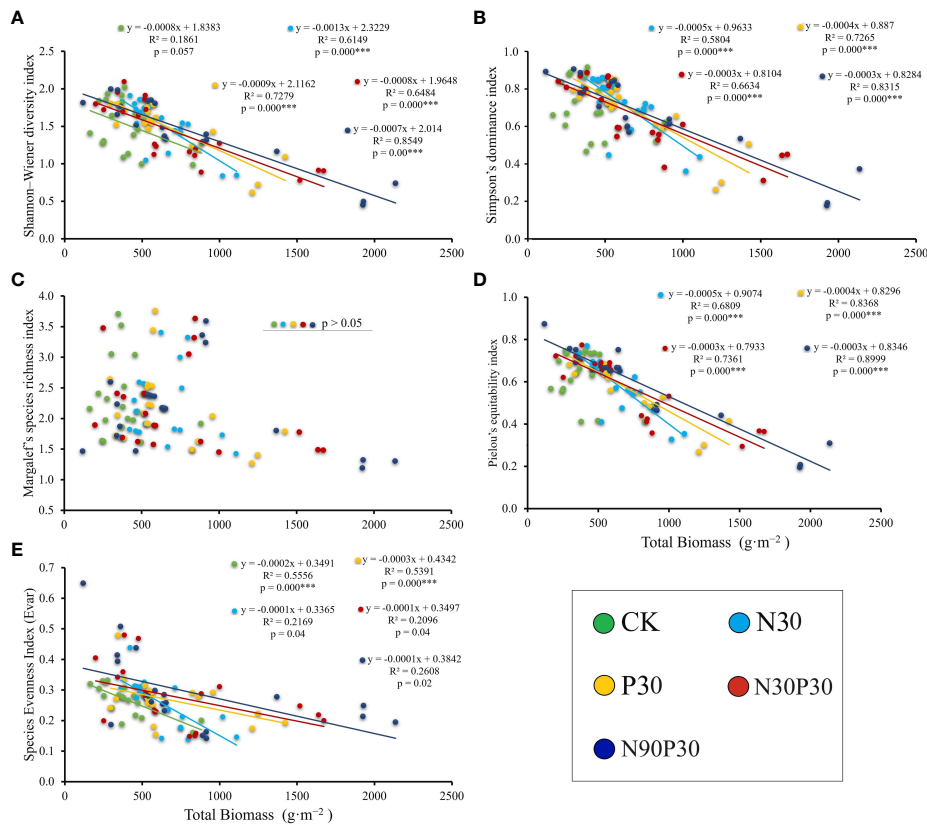 A
y = -0.0008x + 1.8383
R² = 0.1861
p = 0.057
y = -0.0013x + 2.3229
R² = 0.6149
p = 0.000***
y = -0.0009x + 2.1162
R² = 0.7279
p = 0.000***
y = -0.0008x + 1.9648
R² = 0.6484
p = 0.000***
y = -0.0007x + 2.014
R² = 0.8549
p = 0.00***
Shannon–Wiener diversity index
2.5
2.0
1.5
1.0
0.5
0.0
0 500 1000 1500 2000 2500
B
y = -0.0005x + 0.9633
R² = 0.5804
p = 0.000***
y = -0.0004x + 0.887
R² = 0.7265
p = 0.000***
y = -0.0003x + 0.8104
R² = 0.6634
p = 0.000***
y = -0.0003x + 0.8284
R² = 0.8315
p = 0.000***
Simpson's dominance index
1.0
0.8
0.6
0.4
0.2
0.0
0 500 1000 1500 2000 2500
C
p > 0.05
Margalef's species richness index
4.5
4.0
3.5
3.0
2.5
2.0
1.5
1.0
0.5
0 500 1000 1500 2000 2500
D
y = -0.0005x + 0.9074
R² = 0.6809
p = 0.000***
y = -0.0004x + 0.8296
R² = 0.8368
p = 0.000***
y = -0.0003x + 0.7933
R² = 0.7361
p = 0.000***
y = -0.0003x + 0.8346
R² = 0.8999
p = 0.000***
Pielou's equitability index
1.0
0.8
0.6
0.4
0.2
0.0
0 500 1000 1500 2000 2500
Total Biomass (g·m⁻²)
E
y = -0.0002x + 0.3491
R² = 0.5556
p = 0.000***
y = -0.0003x + 0.4342
R² = 0.5391
p = 0.000***
y = -0.0001x + 0.3365
R² = 0.2169
p = 0.04
y = -0.0001x + 0.3497
R² = 0.2096
p = 0.04
y = -0.0001x + 0.3842
R² = 0.2608
p = 0.02
Species Evenness Index (Evar)
0.7
0.6
0.5
0.4
0.3
0.2
0.1
0.0
0 500 1000 1500 2000 2500
Total Biomass (g·m⁻²)
CK
N30
P30
N30P30
N90P30